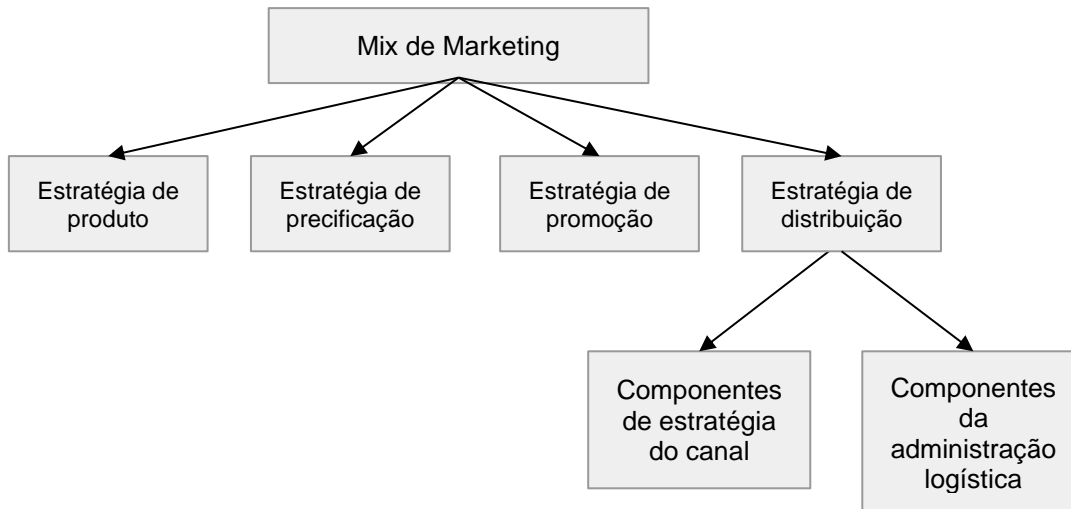 Mix de Marketing
Estratégia de
produto
Estratégia de
precificação
Estratégia de
promoção
Estratégia de
distribuição
Componentes
de estratégia
do canal
Componentes
da
administração
logística